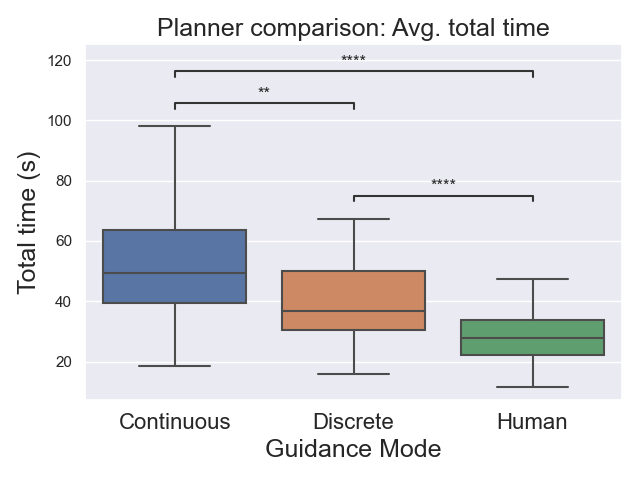 Planner comparison: Avg. total time
120
100
80
60
40
20
Total time (s)
****
**
****
Continuous
Discrete
Human
Guidance Mode